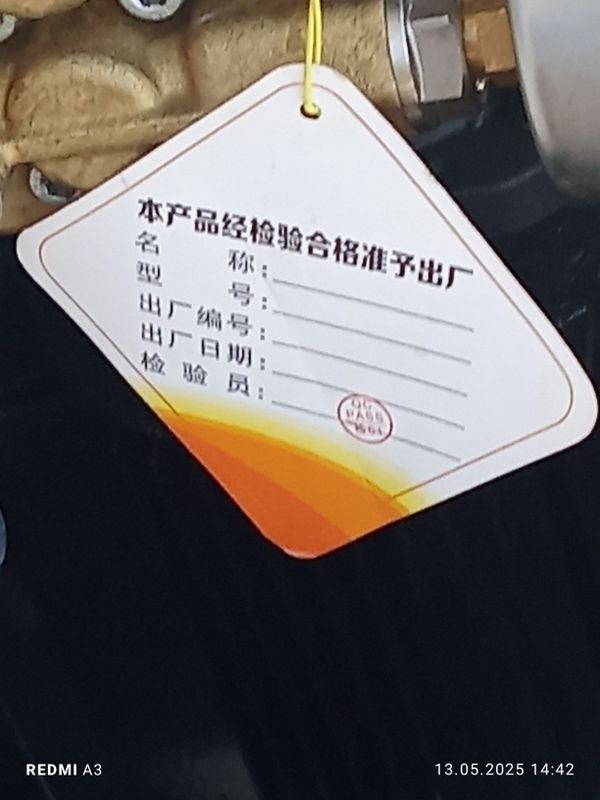 本产品经检验合格准予出厂
名 称:
型 号:
出厂编号:
出厂日期:
检 验 员:
QC
PASS
REDMI A3
13.05.2025 14:42